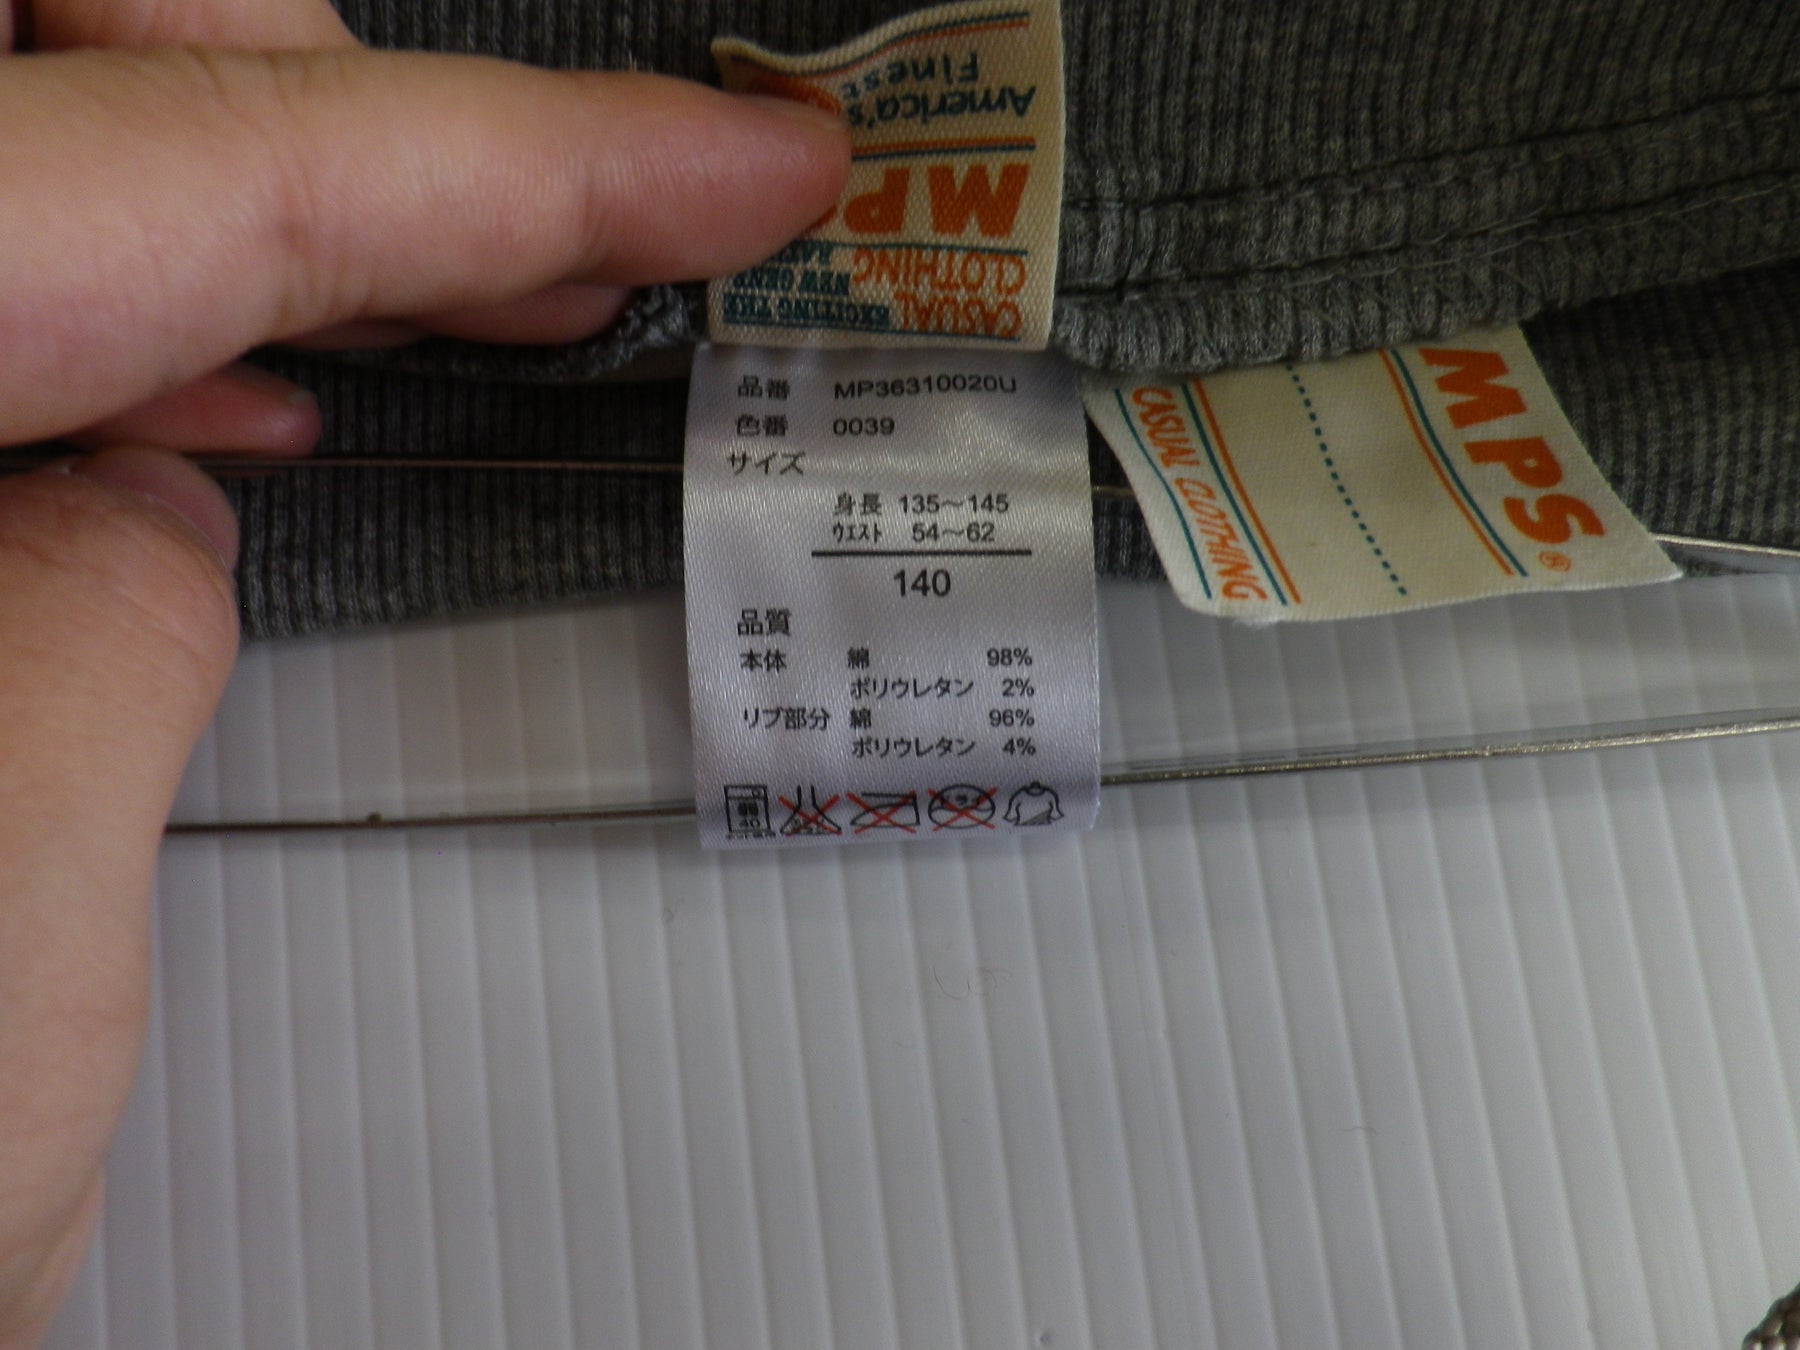 America's
Finest
MPS
CASUAL
CLOTHING
EXCITING
品番 MP36310020U
色番 0039
サイズ
身長 135～145
ウエスト 54～62
140
品質
本体 綿 98%
ポリウレタン 2%
リブ部分 綿 96%
ポリウレタン 4%
40
MPS®
CASUAL CLOTHING